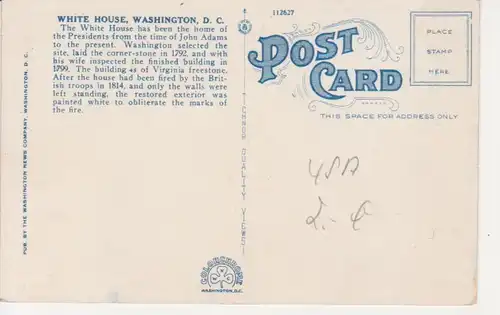 WHITE HOUSE, WASHINGTON, D. C.
The White House has been the home of
the Presidents from the time of John Adams
to the present. Washington selected the
site, laid the corner-stone in 1792, and with
his wife inspected the finished building in
1799. The building is of Virginia freestone.
After the house had been fired by the Brit-
ish troops in 1814, and only the walls were
left standing, the restored exterior was
painted white to obliterate the marks of
the fire.
PUB. BY THE WASHINGTON NEWS COMPANY, WASHINGTON, D. C.
QUALITY VIEWS
COLORCHROME
WASHINGTON, D.C.
112627
POST
CARD
PLACE
STAMP
HERE
THIS SPACE FOR ADDRESS ONLY
USA